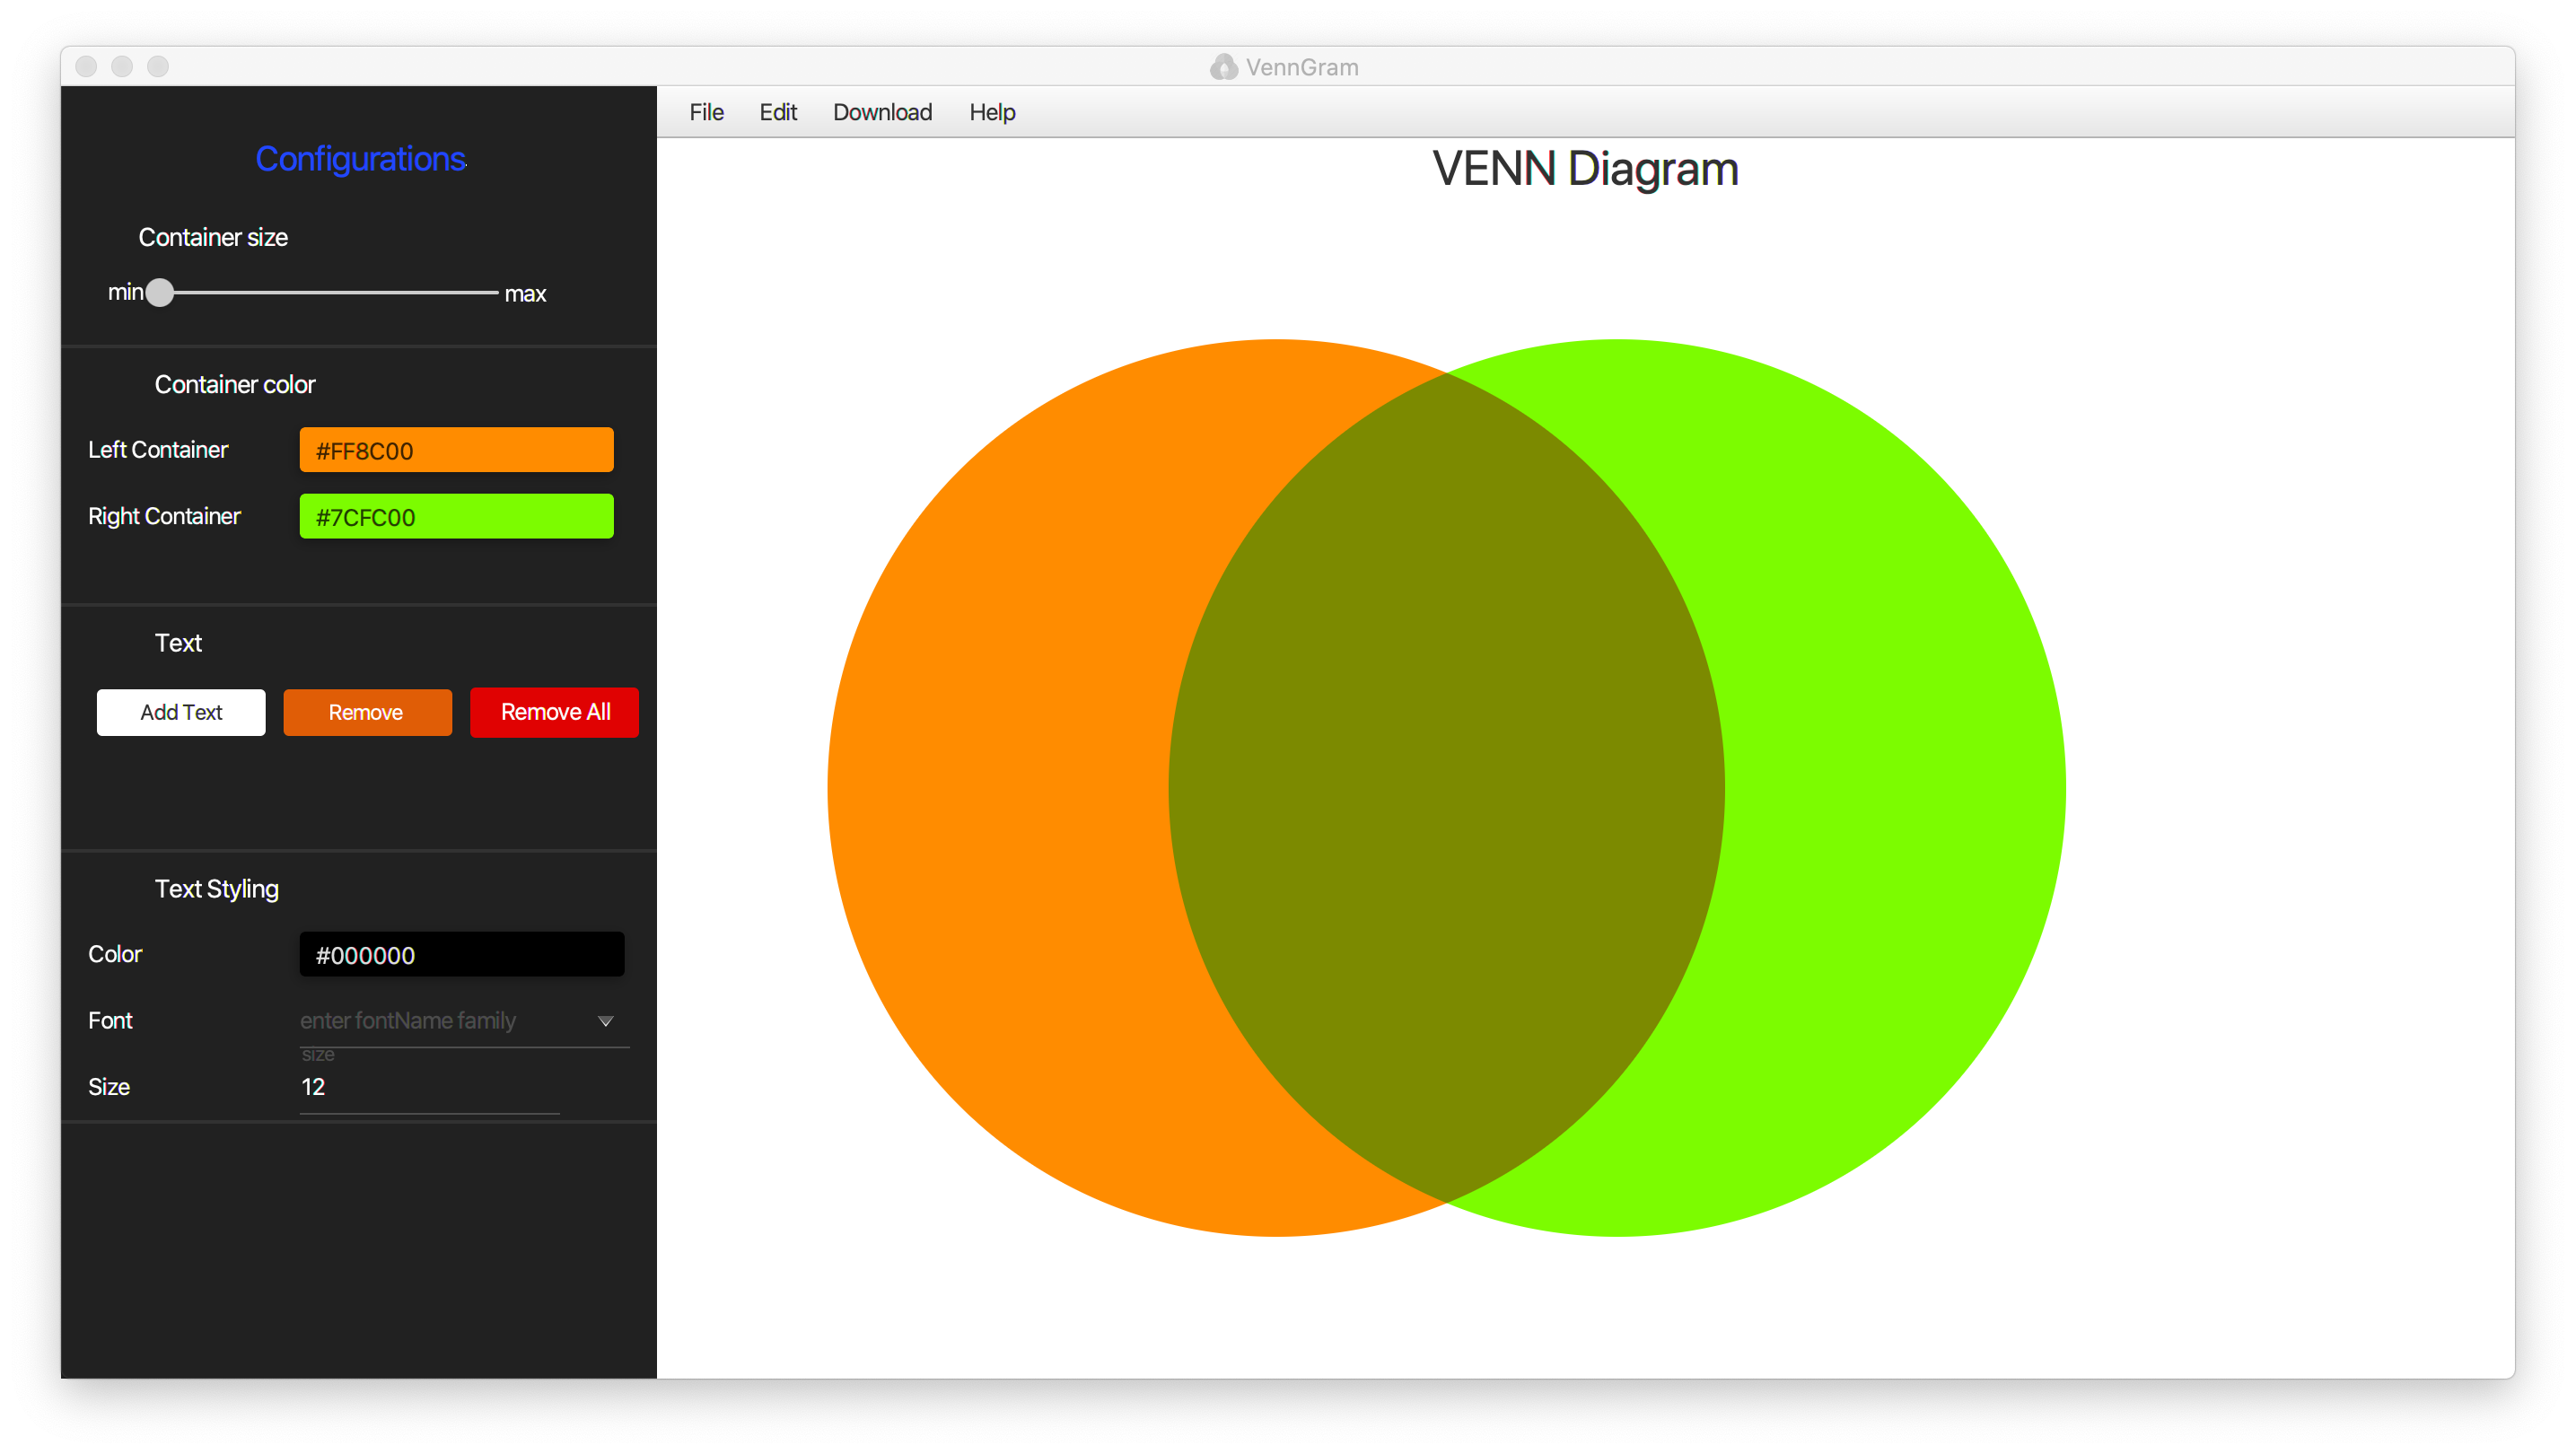 VennGram
File Edit Download Help
Configurations
Container size
min max
Container color
Left Container #FF8C00
Right Container #7CFC00
Text
Add Text Remove Remove All
Text Styling
Color #000000
Font enter fontName family
size
Size 12
VENN Diagram